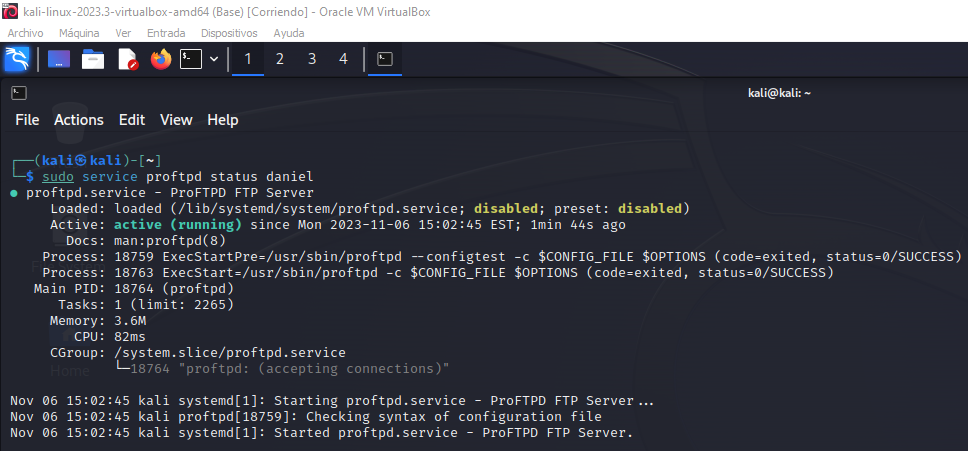 kali-linux-2023.3-virtualbox-amd64 (Base) [Corriendo] - Oracle VM VirtualBox
Archivo Máquina Ver Entrada Dispositivos Ayuda
1 2 3 4
kali@kali: ~
File Actions Edit View Help
┌──(kali㉿kali)-[~]
└─$ sudo service proftpd status daniel
● proftpd.service - ProFTPD FTP Server
Loaded: loaded (/lib/systemd/system/proftpd.service; disabled; preset: disabled)
Active: active (running) since Mon 2023-11-06 15:02:45 EST; 1min 44s ago
Docs: man:proftpd(8)
Process: 18759 ExecStartPre=/usr/sbin/proftpd --configtest -c $CONFIG_FILE $OPTIONS (code=exited, status=0/SUCCESS)
Process: 18763 ExecStart=/usr/sbin/proftpd -c $CONFIG_FILE $OPTIONS (code=exited, status=0/SUCCESS)
Main PID: 18764 (proftpd)
Tasks: 1 (limit: 2265)
Memory: 3.6M
CPU: 82ms
CGroup: /system.slice/proftpd.service
└─18764 "proftpd: (accepting connections)"
Home
Nov 06 15:02:45 kali systemd[1]: Starting proftpd.service - ProFTPD FTP Server...
Nov 06 15:02:45 kali proftpd[18759]: Checking syntax of configuration file
Nov 06 15:02:45 kali systemd[1]: Started proftpd.service - ProFTPD FTP Server.